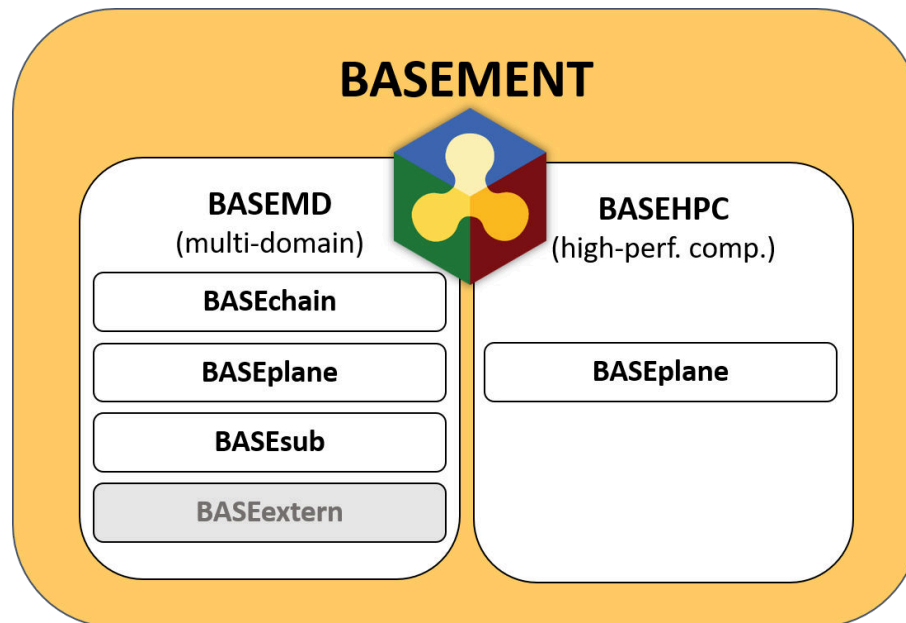 BASEMENT
BASEMD
(multi-domain)
BASEchain
BASEplane
BASEsub
BASEextern
BASEHPC
(high-perf. comp.)
BASEplane